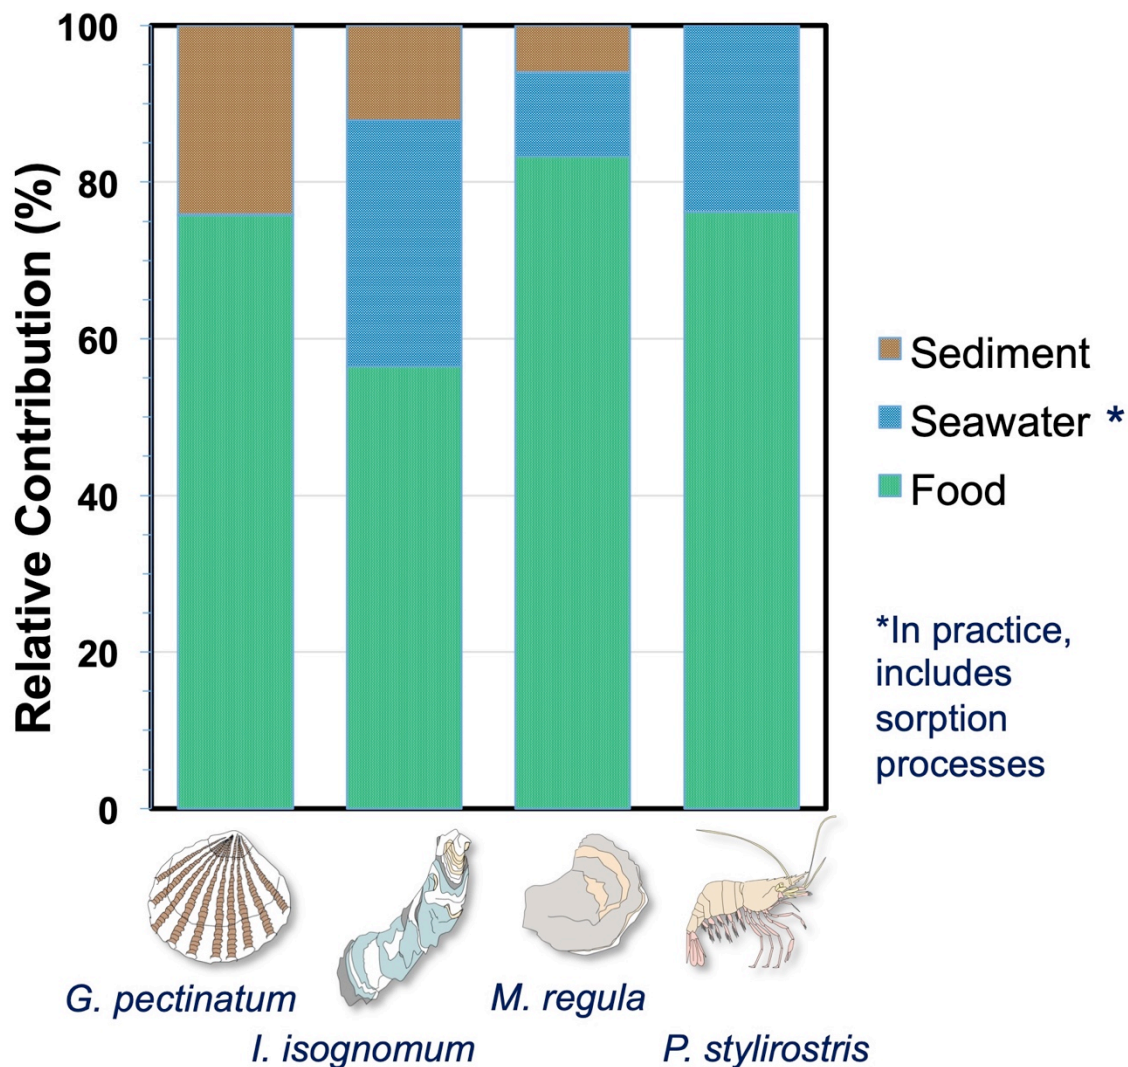 Relative Contribution (%)
100
80
60
40
20
0
Sediment
Seawater *
Food
*In practice,
includes
sorption
processes
G. pectinatum
I. isognomum
M. regula
P. stylirostris